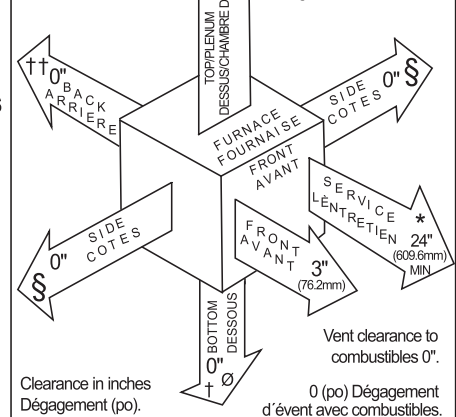 TOP/PLENUM
DESSUS/CHAMBRE D
††0"
BACK
ARRIERE
SIDE
COTES
0" §
FURNACE
FOURNAISE
FRONT
AVANT
SERVICE
LÈNTRETIEN
*
24"
(609.6mm)
MIN
SIDE
COTES
0"
§
FRONT
AVANT
3"
(76.2mm)
BOTTOM
DESSOUS
0"
† Ø
Vent clearance to
combustibles 0".
Clearance in inches
Dégagement (po).
0 (po) Dégagement
d´évent avec combustibles.